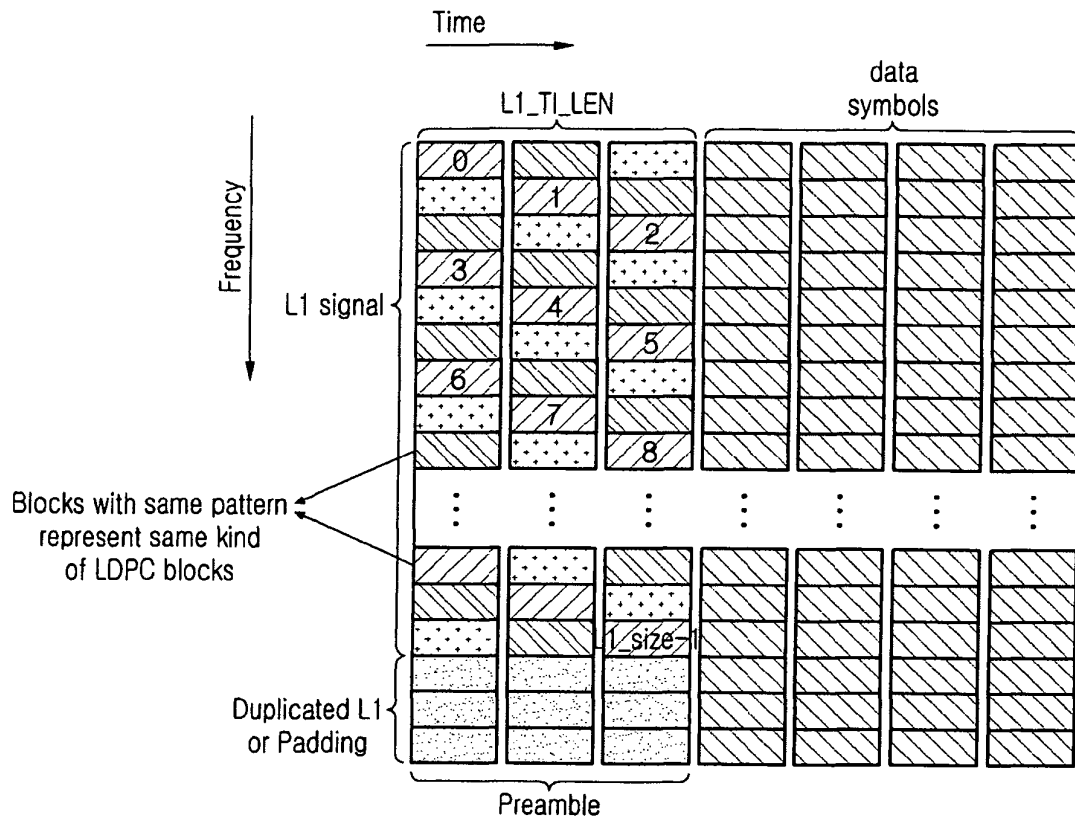 Time
L1_TI_LEN
data
symbols
Frequency
L1 signal
0
1
2
3
4
5
6
7
8
Blocks with same pattern
represent same kind
of LDPC blocks
L1_size-1
Duplicated L1
or Padding
Preamble